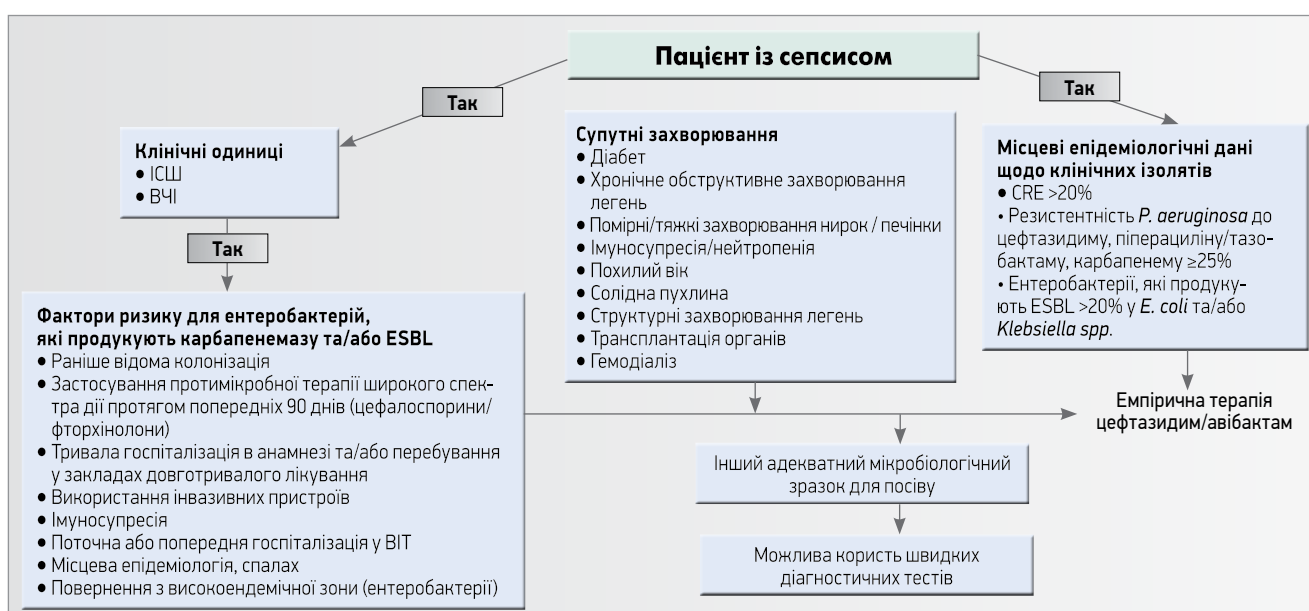 Пацієнт із сепсисом
Так
Так
Клінічні одиниці
● ІСШ
● ВЧІ
Так
Фактори ризику для ентеробактерій,
які продукують карбапенемазу та/або ESBL
● Раніше відома колонізація
● Застосування протимікробної терапії широкого спек-
тра дії протягом попередніх 90 днів (цефалоспорини/
фторхінолони)
● Тривала госпіталізація в анамнезі та/або перебування
у закладах довготривалого лікування
● Використання інвазивних пристроїв
● Імуносупресія
● Поточна або попередня госпіталізація у ВІТ
● Місцева епідеміологія, спалах
● Повернення з високоендемічної зони (ентеробактерії)
Супутні захворювання
● Діабет
● Хронічне обструктивне захворювання
легень
● Помірні/тяжкі захворювання нирок / печінки
● Імуносупресія/нейтропенія
● Похилий вік
● Солідна пухлина
● Структурні захворювання легень
● Трансплантація органів
● Гемодіаліз
Місцеві епідеміологічні дані
щодо клінічних ізолятів
● CRE >20%
• Резистентність P. aeruginosa до
цефтазидиму, піперациліну/тазо-
бактаму, карбапенему ≥25%
• Ентеробактерії, які продуку-
ють ESBL >20% у E. coli та/або
Klebsiella spp.
Емпірична терапія
цефтазидим/авібактам
Інший адекватний мікробіологічний
зразок для посіву
Можлива користь швидких
діагностичних тестів